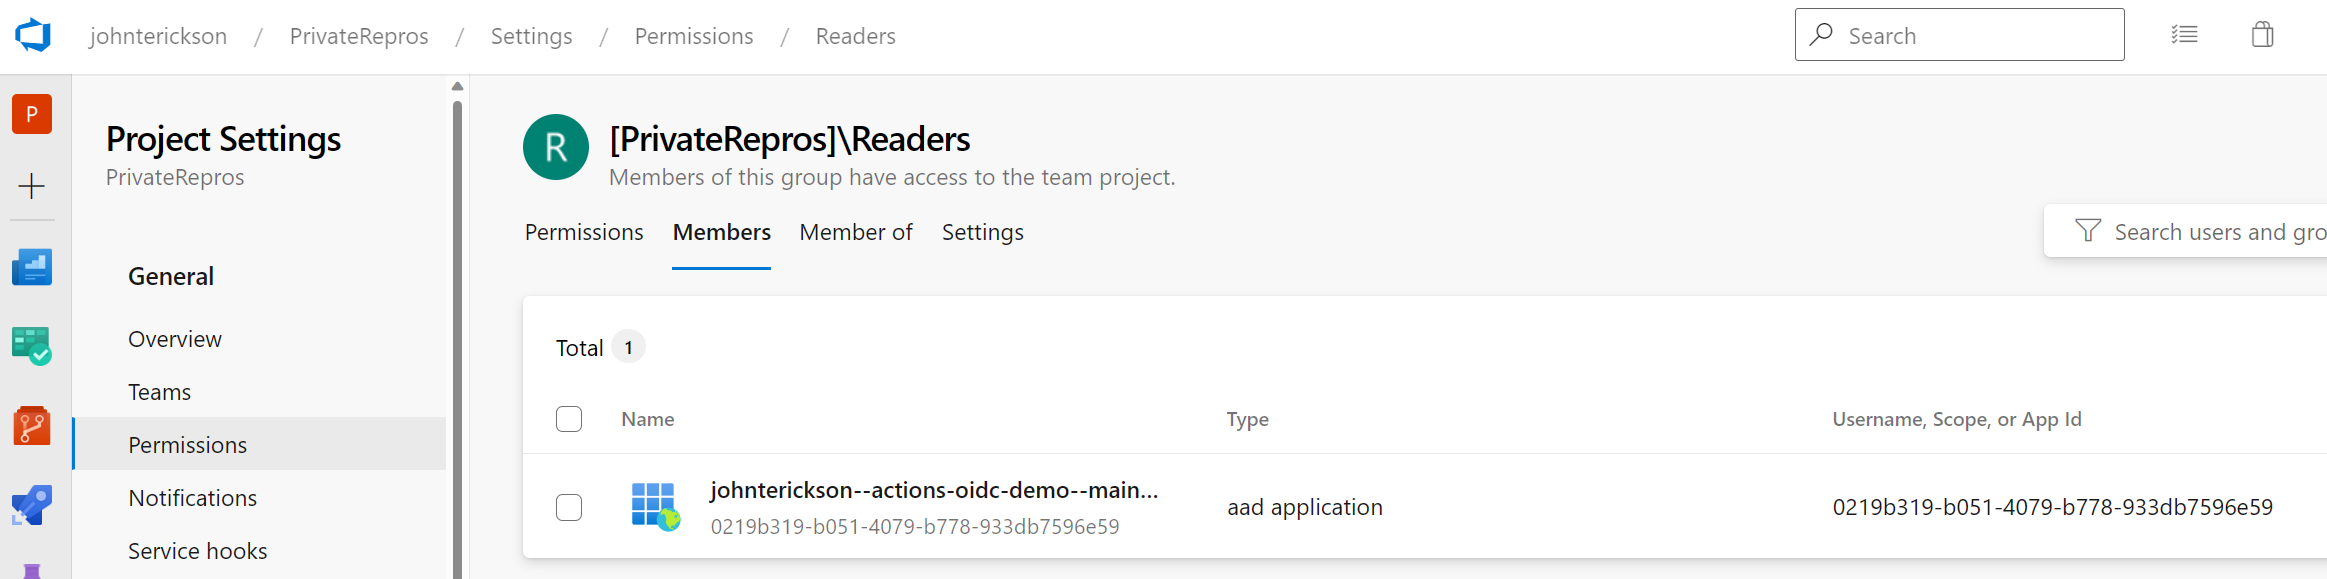 johnterickson / PrivateRepros / Settings / Permissions / Readers
Search
P
Project Settings
PrivateRepros
General
Overview
Teams
Permissions
Notifications
Service hooks
R
[PrivateRepros]\Readers
Members of this group have access to the team project.
Permissions Members Member of Settings
Search users and gro
Total 1
Name Type Username, Scope, or App Id
johnterickson--actions-oidc-demo--main...
0219b319-b051-4079-b778-933db7596e59
aad application
0219b319-b051-4079-b778-933db7596e59